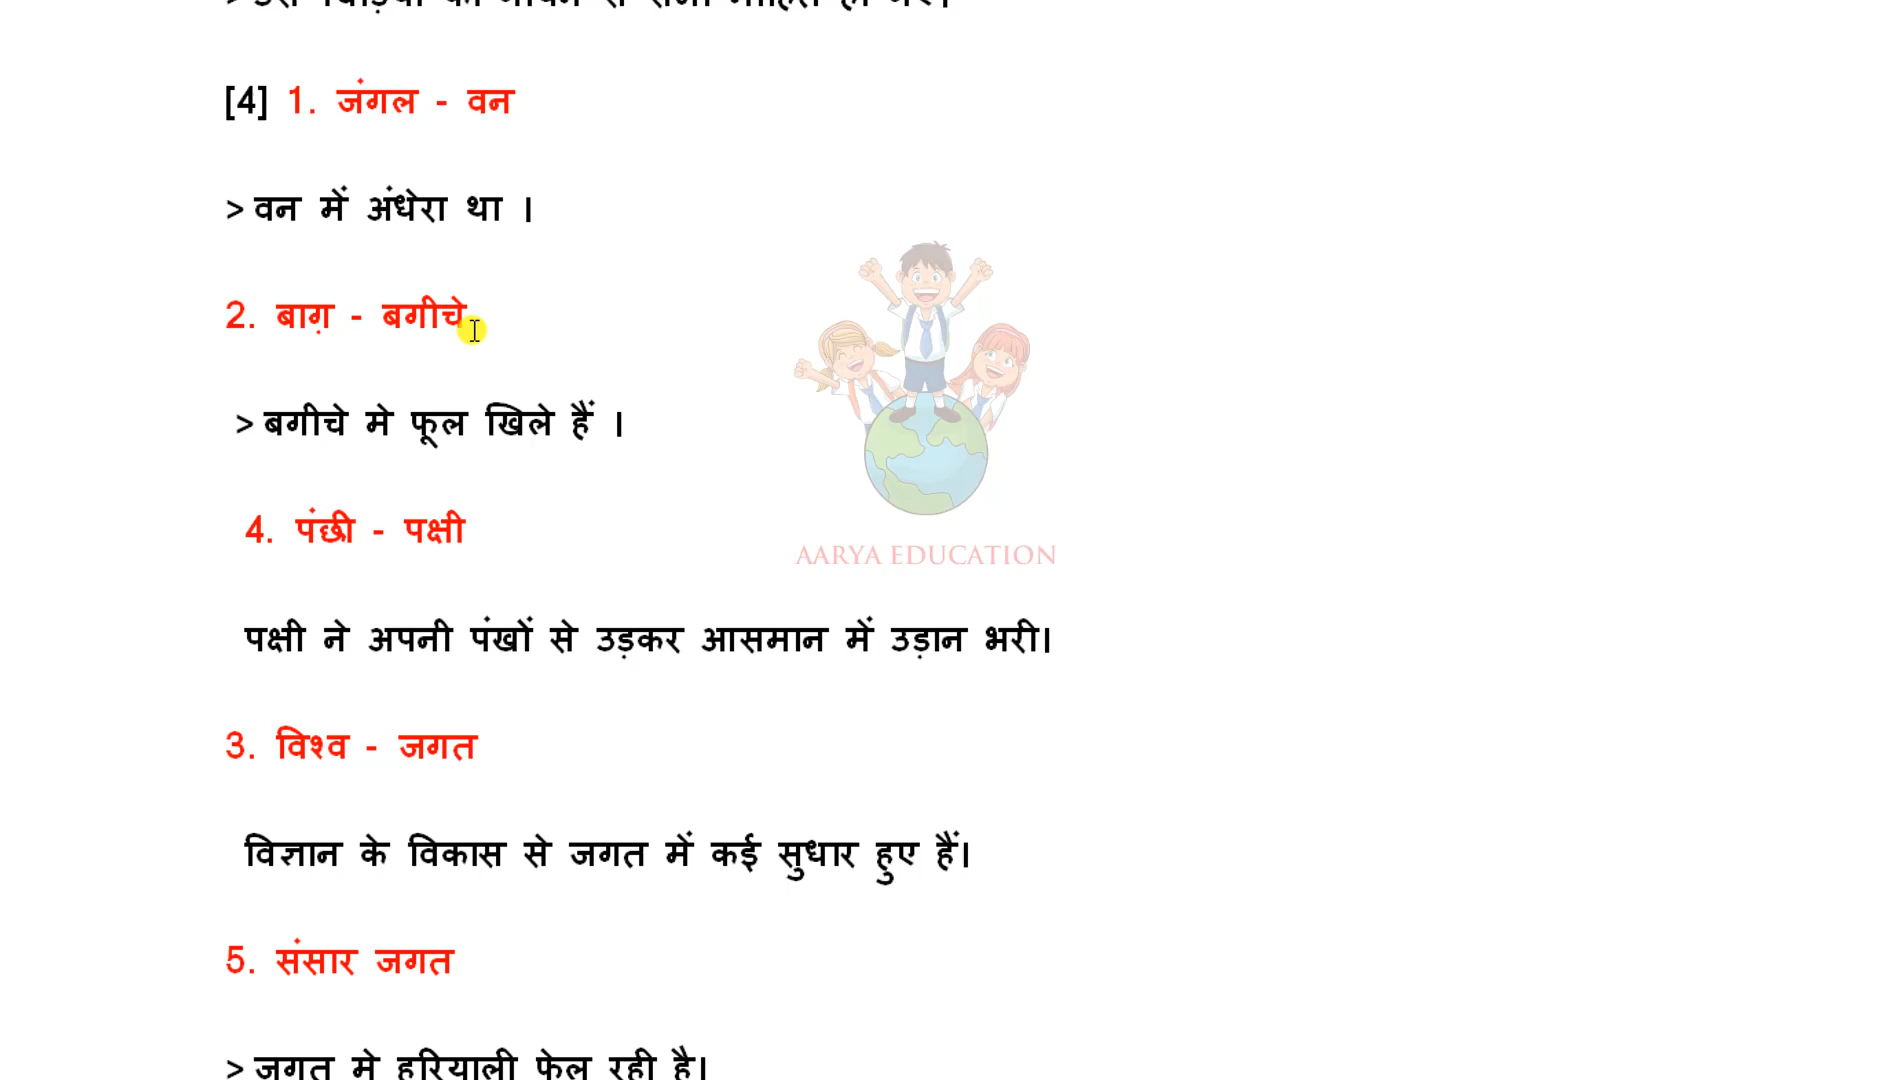 [4] 1. जंगल - वन
> वन में अंधेरा था ।
2. बाग़ - बगीचे
> बगीचे मे फूल खिले हैं ।
4. पंछी - पक्षी
AARYA EDUCATION
पक्षी ने अपनी पंखों से उड़कर आसमान में उड़ान भरी।
3. विश्व - जगत
विज्ञान के विकास से जगत में कई सुधार हुए हैं।
5. संसार जगत
> जगत मे हरियाली फेल रही है।